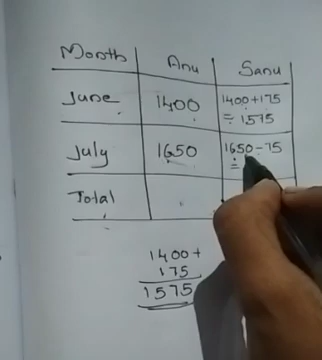 Month Anu Sanu
June 1400 1400+175
= 1575
July 1650 1650-75
=
Total
1400+
175
1575